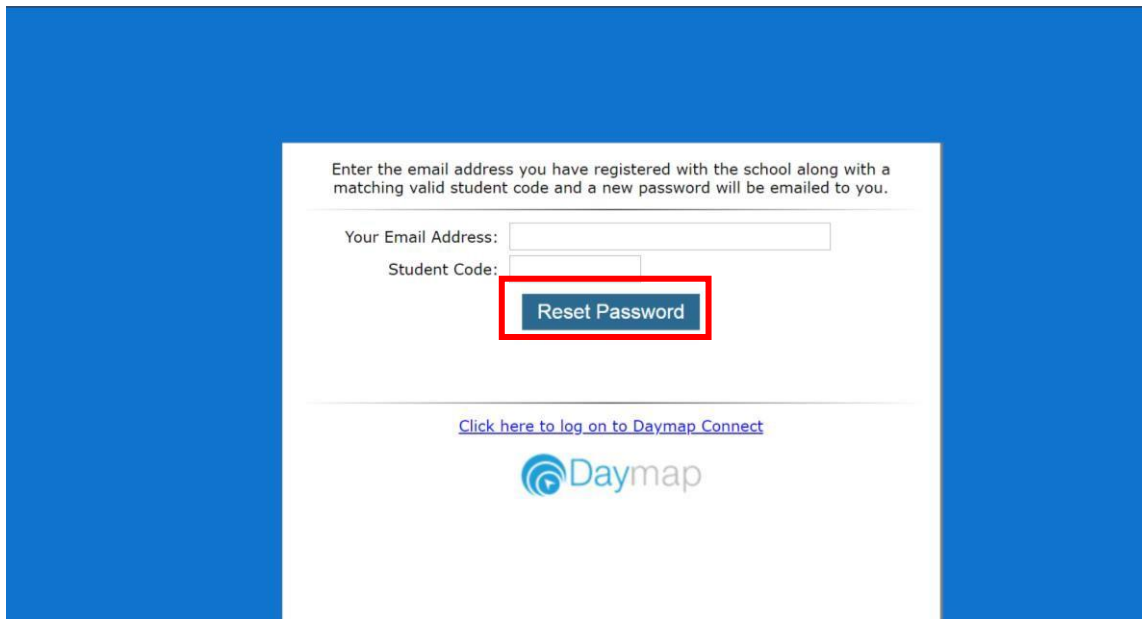 Enter the email address you have registered with the school along with a
matching valid student code and a new password will be emailed to you.
Your Email Address:
Student Code:
Reset Password
Click here to log on to Daymap Connect
Daymap